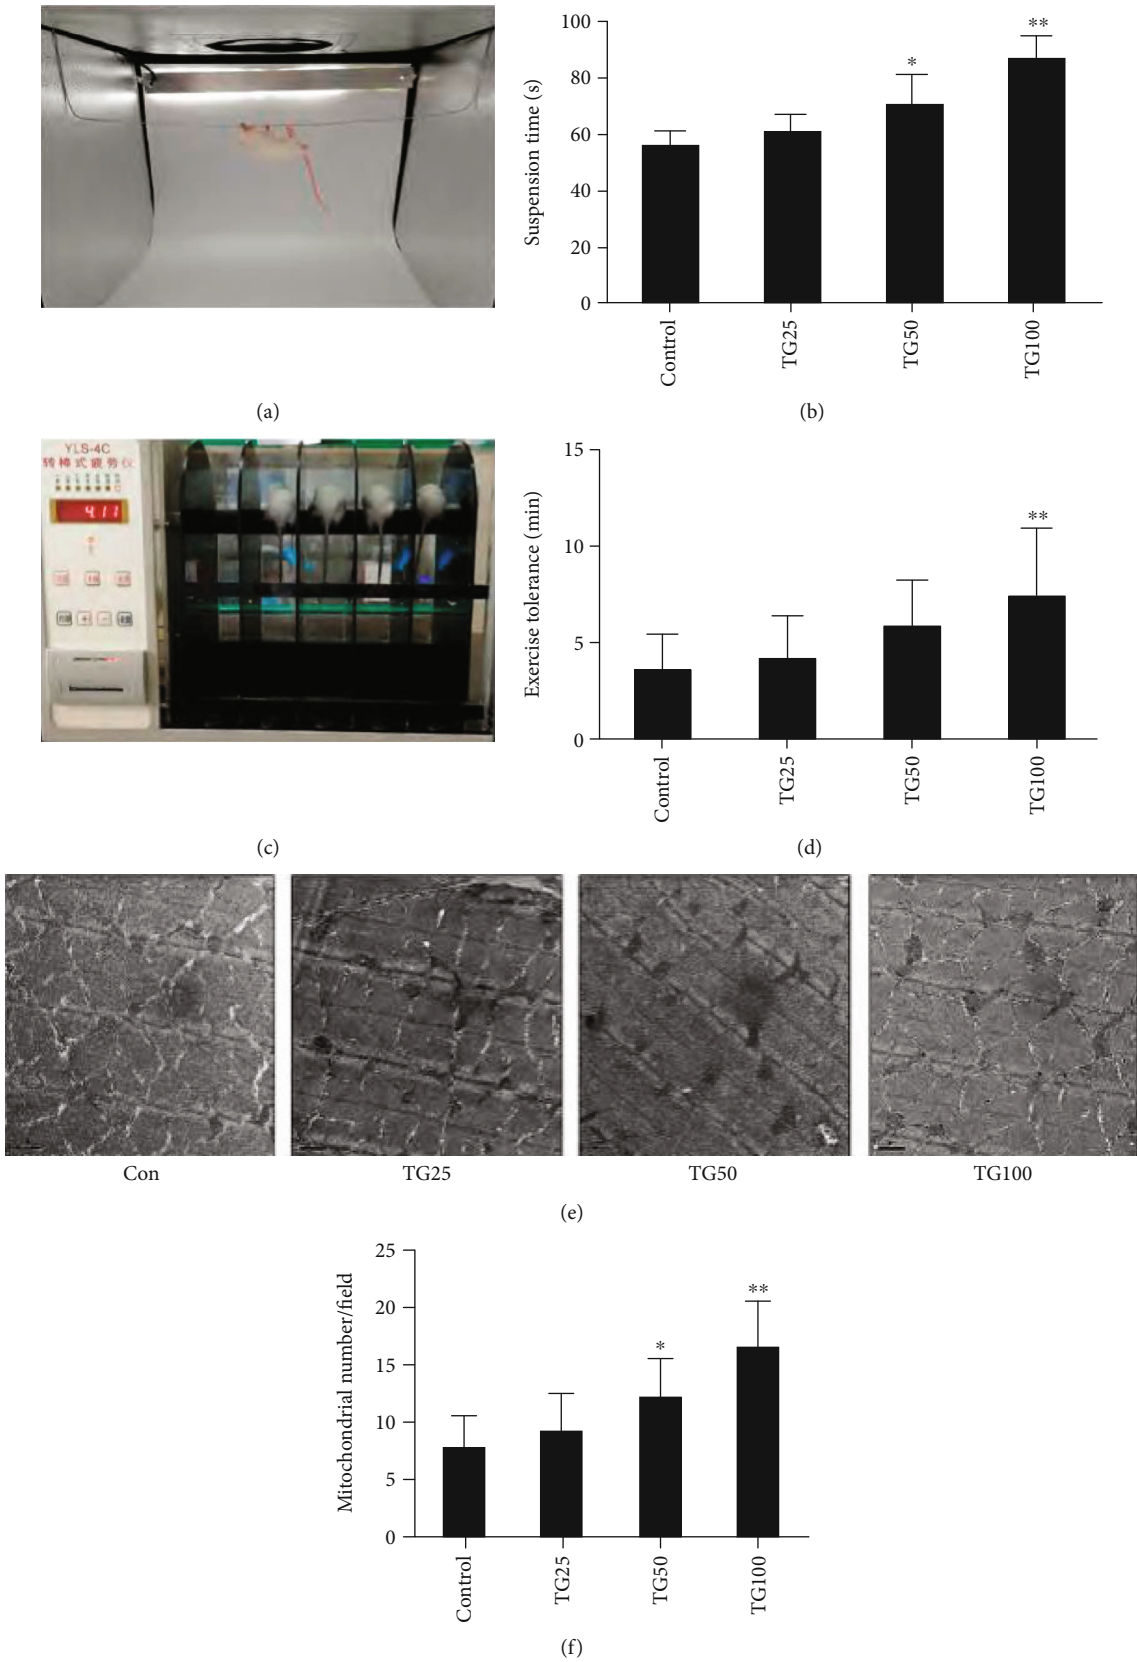 100
80
60
40
20
0
Suspension time (s)
*
**
Control
TG25
TG50
TG100
(a)
(b)
YLS-4C
转棒式疲劳仪
4.11
15
10
5
0
Exercise tolerance (min)
**
Control
TG25
TG50
TG100
(c)
(d)
Con
TG25
TG50
TG100
(e)
25
20
15
10
5
0
Mitochondrial number/field
*
**
Control
TG25
TG50
TG100
(f)